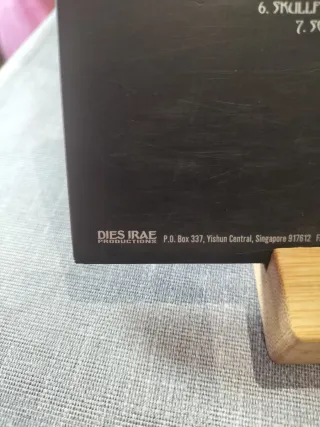 6.
7.
DIES IRAE
PRODUCTIONS
P.O. Box 337, Yishun Central, Singapore 917612